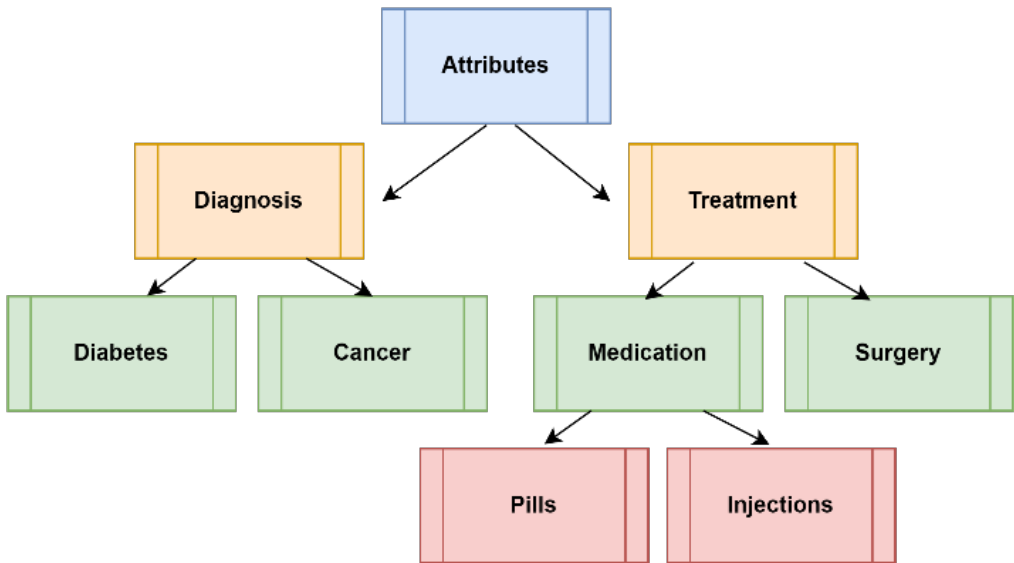 Attributes
Diagnosis
Treatment
Diabetes
Cancer
Medication
Surgery
Pills
Injections